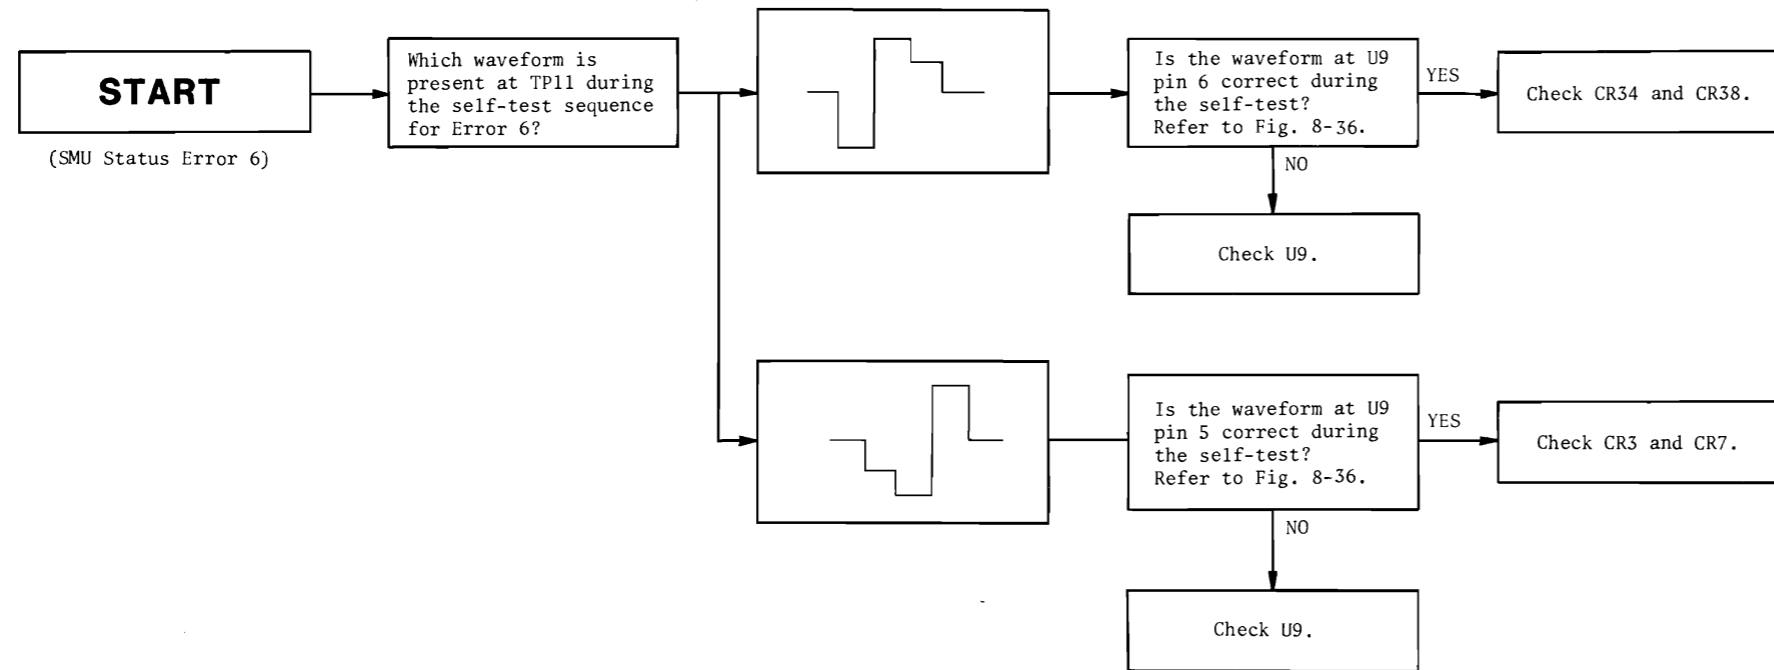 START
(SMU Status Error 6)
Which waveform is
present at TP11 during
the self-test sequence
for Error 6?
Is the waveform at U9
pin 6 correct during
the self-test?
Refer to Fig. 8-36.
YES
Check CR34 and CR38.
NO
Check U9.
Is the waveform at U9
pin 5 correct during
the self-test?
Refer to Fig. 8-36.
YES
Check CR3 and CR7.
NO
Check U9.